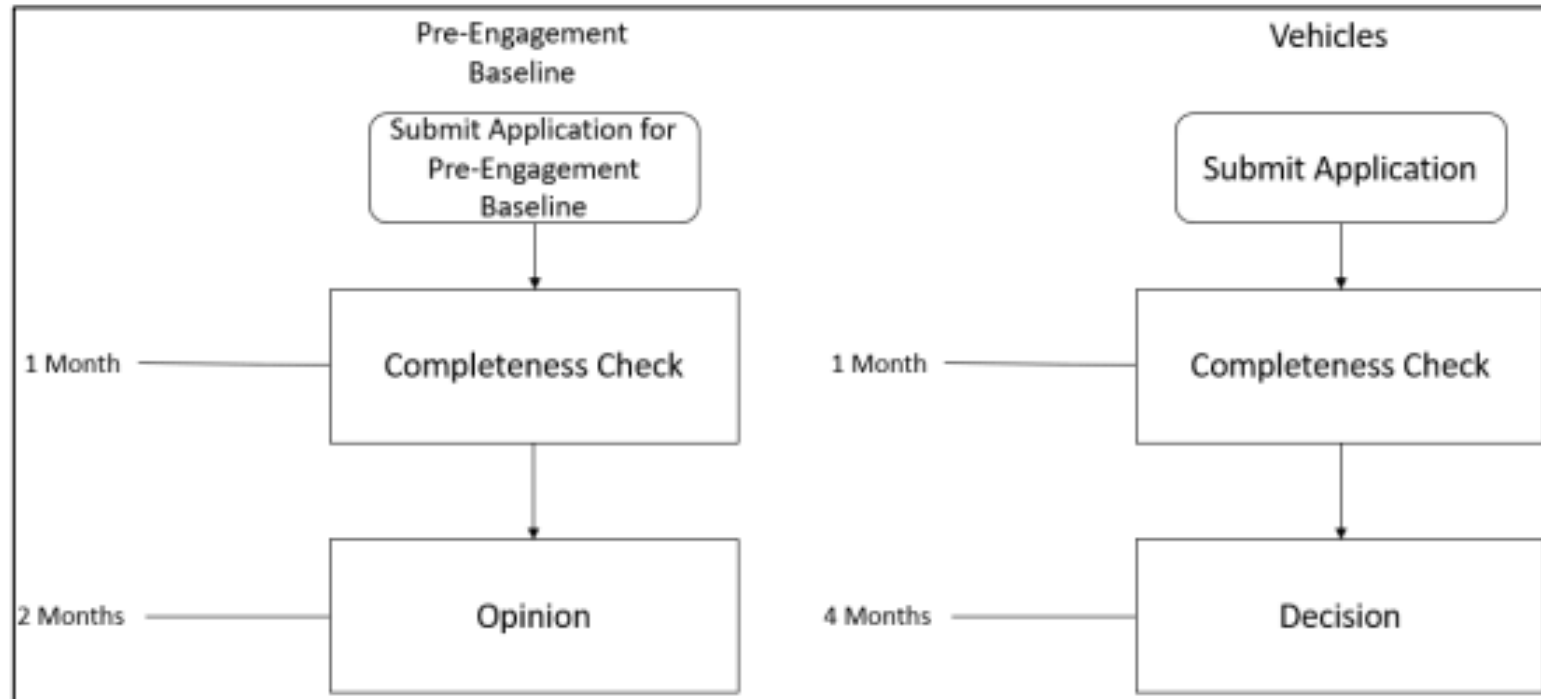 Pre-Engagement
Baseline
Submit Application for
Pre-Engagement
Baseline
1 Month
Completeness Check
2 Months
Opinion
Vehicles
Submit Application
1 Month
Completeness Check
4 Months
Decision